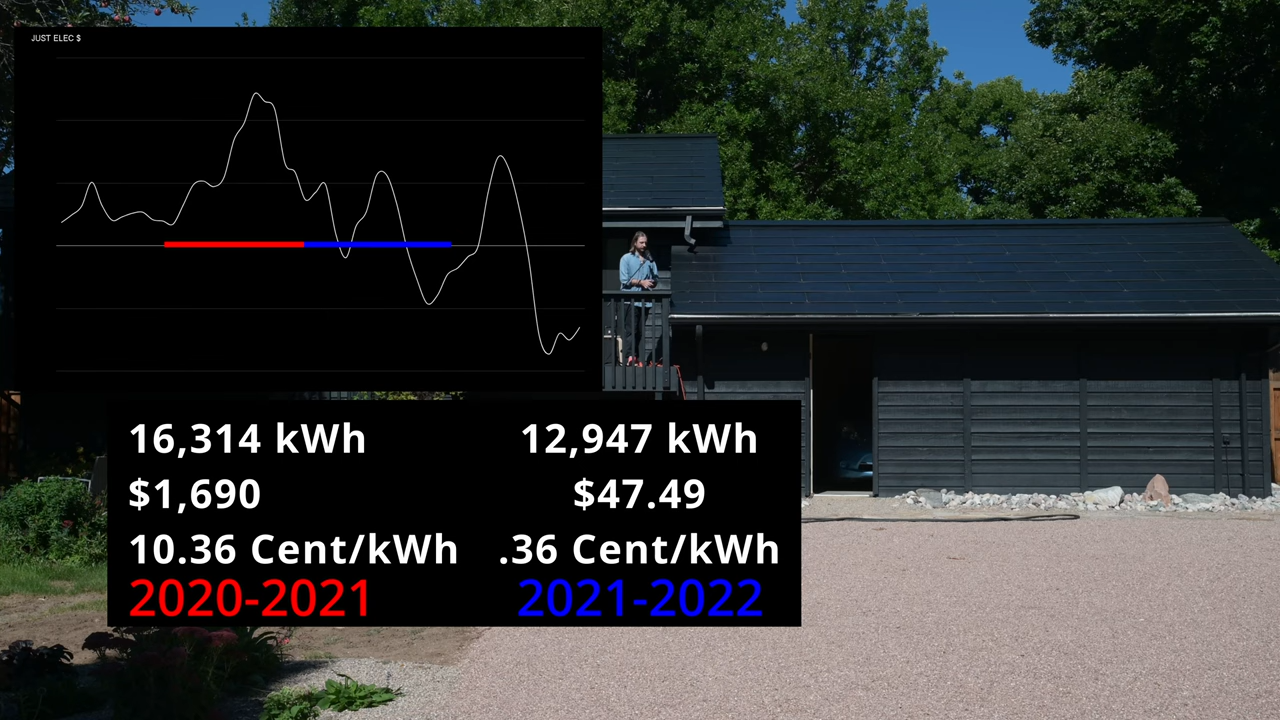 JUST ELEC $
16,314 kWh 12,947 kWh
$1,690 $47.49
10.36 Cent/kWh .36 Cent/kWh
2020-2021 2021-2022